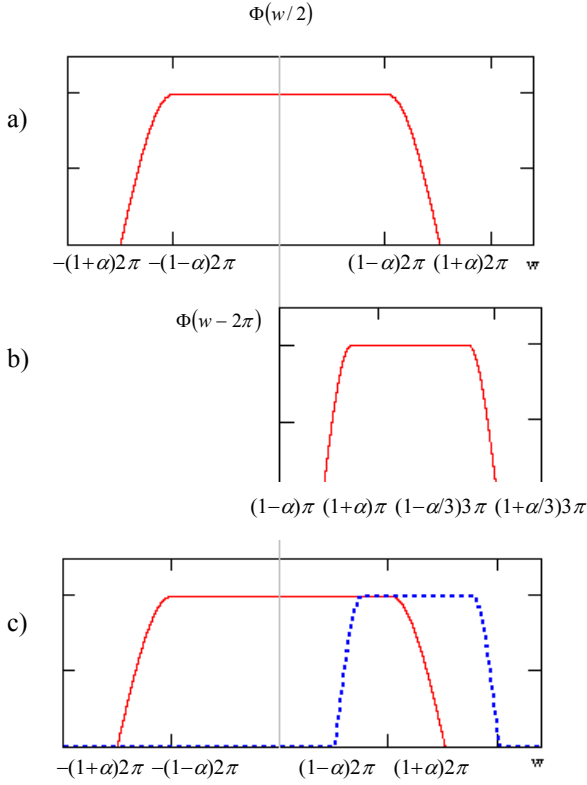 Φ(w/2)
a)
−(1+α)2π −(1−α)2π (1−α)2π (1+α)2π w
Φ(w − 2π)
b)
(1−α)π (1+α)π (1−α/3)3π (1+α/3)3π
c)
−(1+α)2π −(1−α)2π (1−α)2π (1+α)2π w